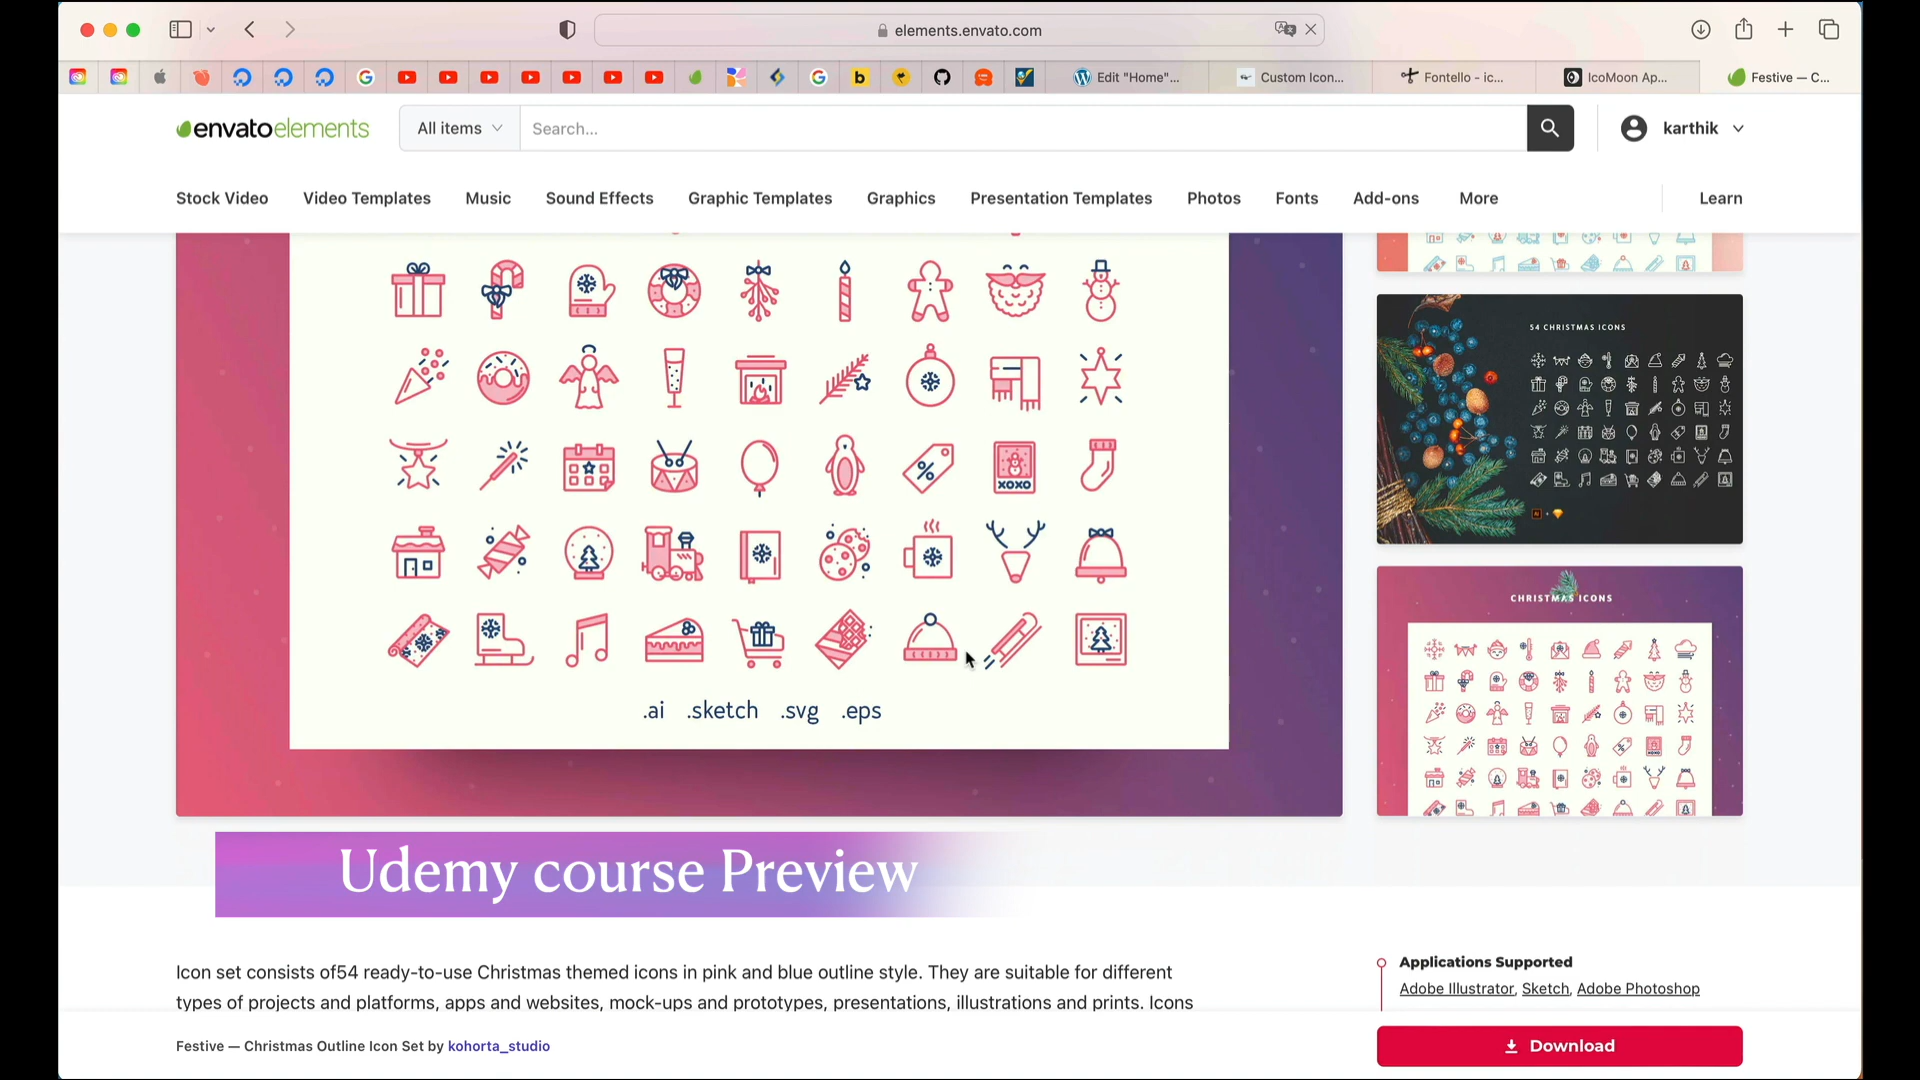 elements.envato.com
Edit "Home"...
Custom Icon...
Fontello - ic...
IcoMoon Ap...
Festive — C...
envatoelements
All items
Search...
karthik
Stock Video
Video Templates
Music
Sound Effects
Graphic Templates
Graphics
Presentation Templates
Photos
Fonts
Add-ons
More
Learn
XOXO
.ai .sketch .svg .eps
54 CHRISTMAS ICONS
CHRISTMAS ICONS
Udemy course Preview
Icon set consists of54 ready-to-use Christmas themed icons in pink and blue outline style. They are suitable for different
types of projects and platforms, apps and websites, mock-ups and prototypes, presentations, illustrations and prints. Icons
Applications Supported
Adobe Illustrator, Sketch, Adobe Photoshop
Festive — Christmas Outline Icon Set by kohorta_studio
Download